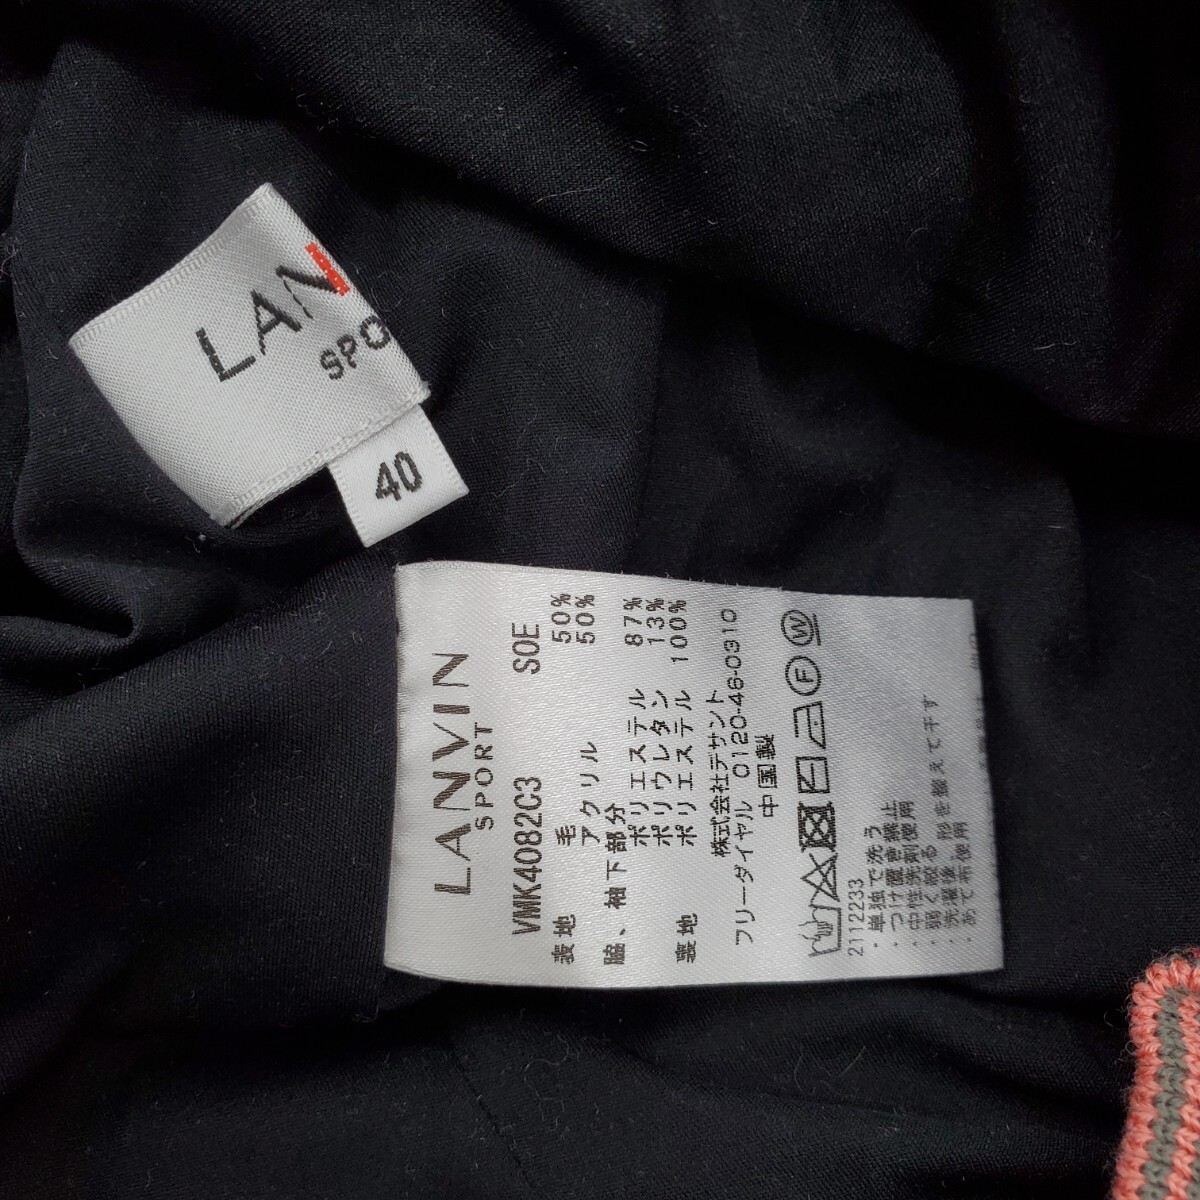 LAN
SPO
40
LANVIN
SPORT
VMK4082C3 SOE
表地 毛 50%
アクリル 50%
脇、袖下部分
ポリエステル 87%
ポリウレタン 13%
裏地 ポリエステル 100%
株式会社デサント
フリーダイヤル 0120-46-0310
中国製
F W
2112233
・単独で洗う
・つけ置き禁止
・中性洗剤使用
・弱く絞る
・洗濯後、形を整えて干す
・あて布使用